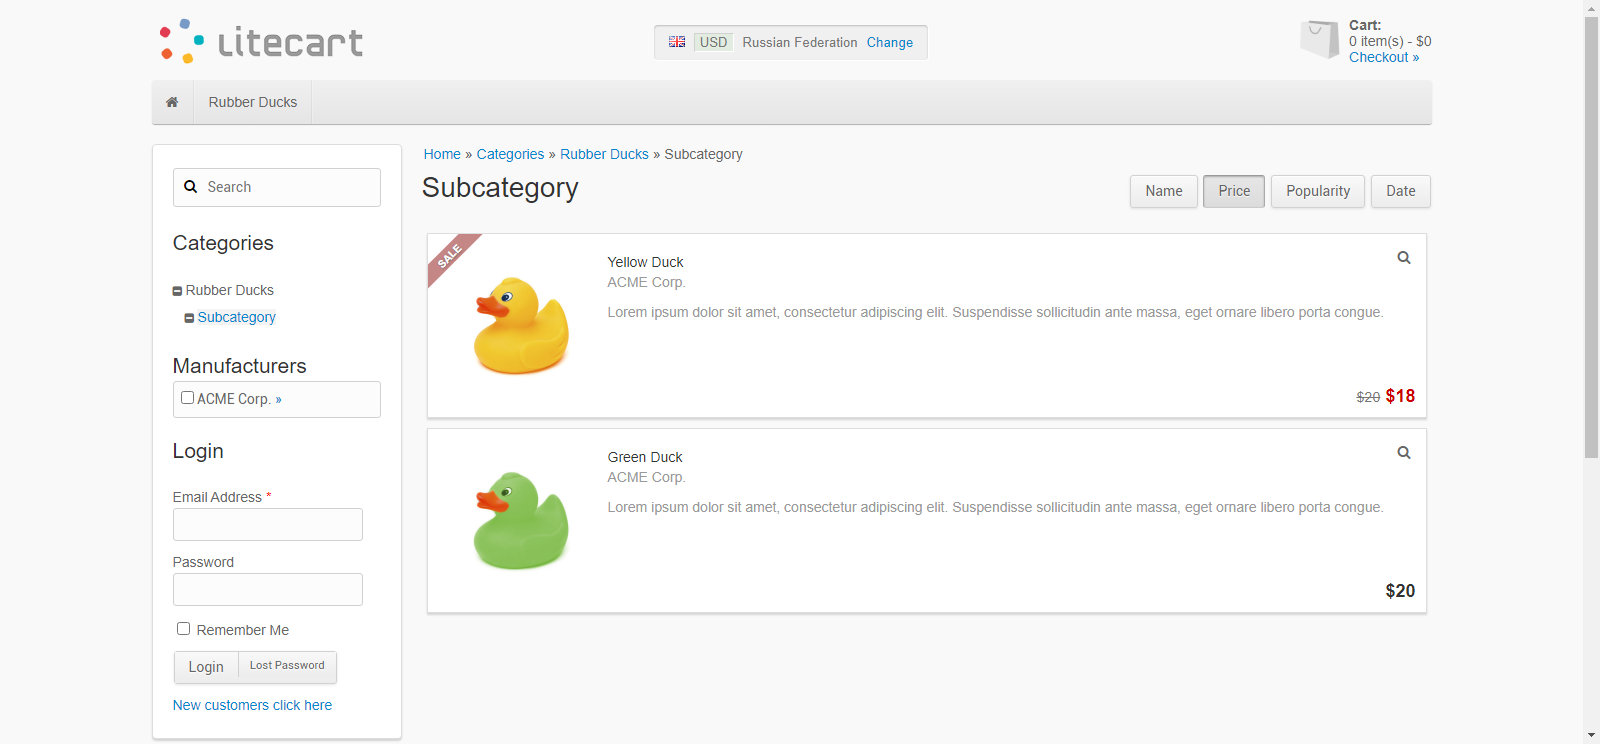 litecart
USD Russian Federation Change
Cart:
0 item(s) - $0
Checkout »
Rubber Ducks
Search
Categories
Rubber Ducks
Subcategory
Manufacturers
ACME Corp. »
Login
Email Address *
Password
Remember Me
Login Lost Password
New customers click here
Home » Categories » Rubber Ducks » Subcategory
Subcategory
Name Price Popularity Date
SALE
Yellow Duck
ACME Corp.
Lorem ipsum dolor sit amet, consectetur adipiscing elit. Suspendisse sollicitudin ante massa, eget ornare libero porta congue.
$20 $18
Green Duck
ACME Corp.
Lorem ipsum dolor sit amet, consectetur adipiscing elit. Suspendisse sollicitudin ante massa, eget ornare libero porta congue.
$20